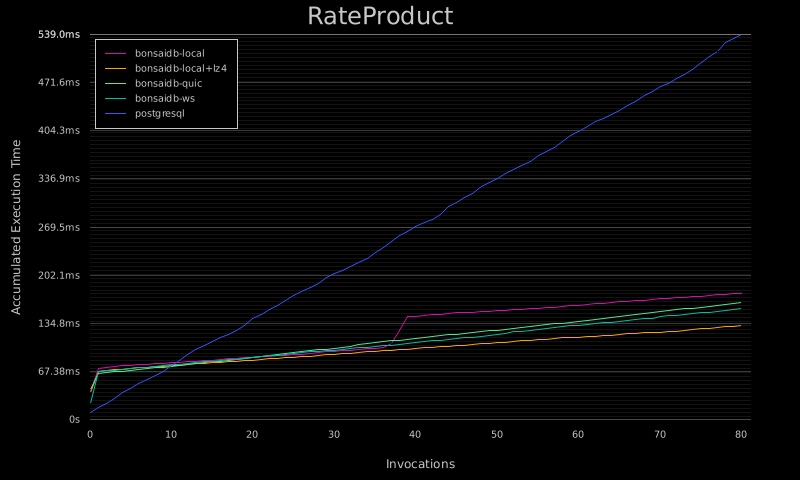 RateProduct
539.0ms
471.6ms
404.3ms
336.9ms
269.5ms
202.1ms
134.8ms
67.38ms
0s
bonsaidb-local
bonsaidb-local+lz4
bonsaidb-quic
bonsaidb-ws
postgresql
Accumulated Execution Time
0 10 20 30 40 50 60 70 80
Invocations